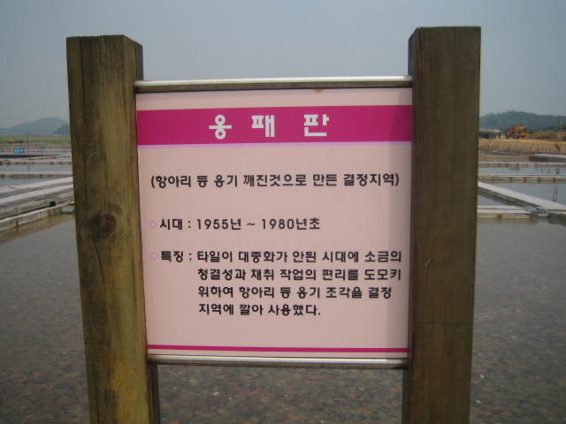 옹패판
(항아리 등 옹기 깨진것으로 만든 결정지역)
시대 : 1955년 ~ 1980년초
특징 : 타일이 대중화가 안된 시대에 소금의
청결성과 채취 작업의 편리를 도모키
위하여 항아리 등 옹기 조각을 결정
지역에 깔아 사용했다.